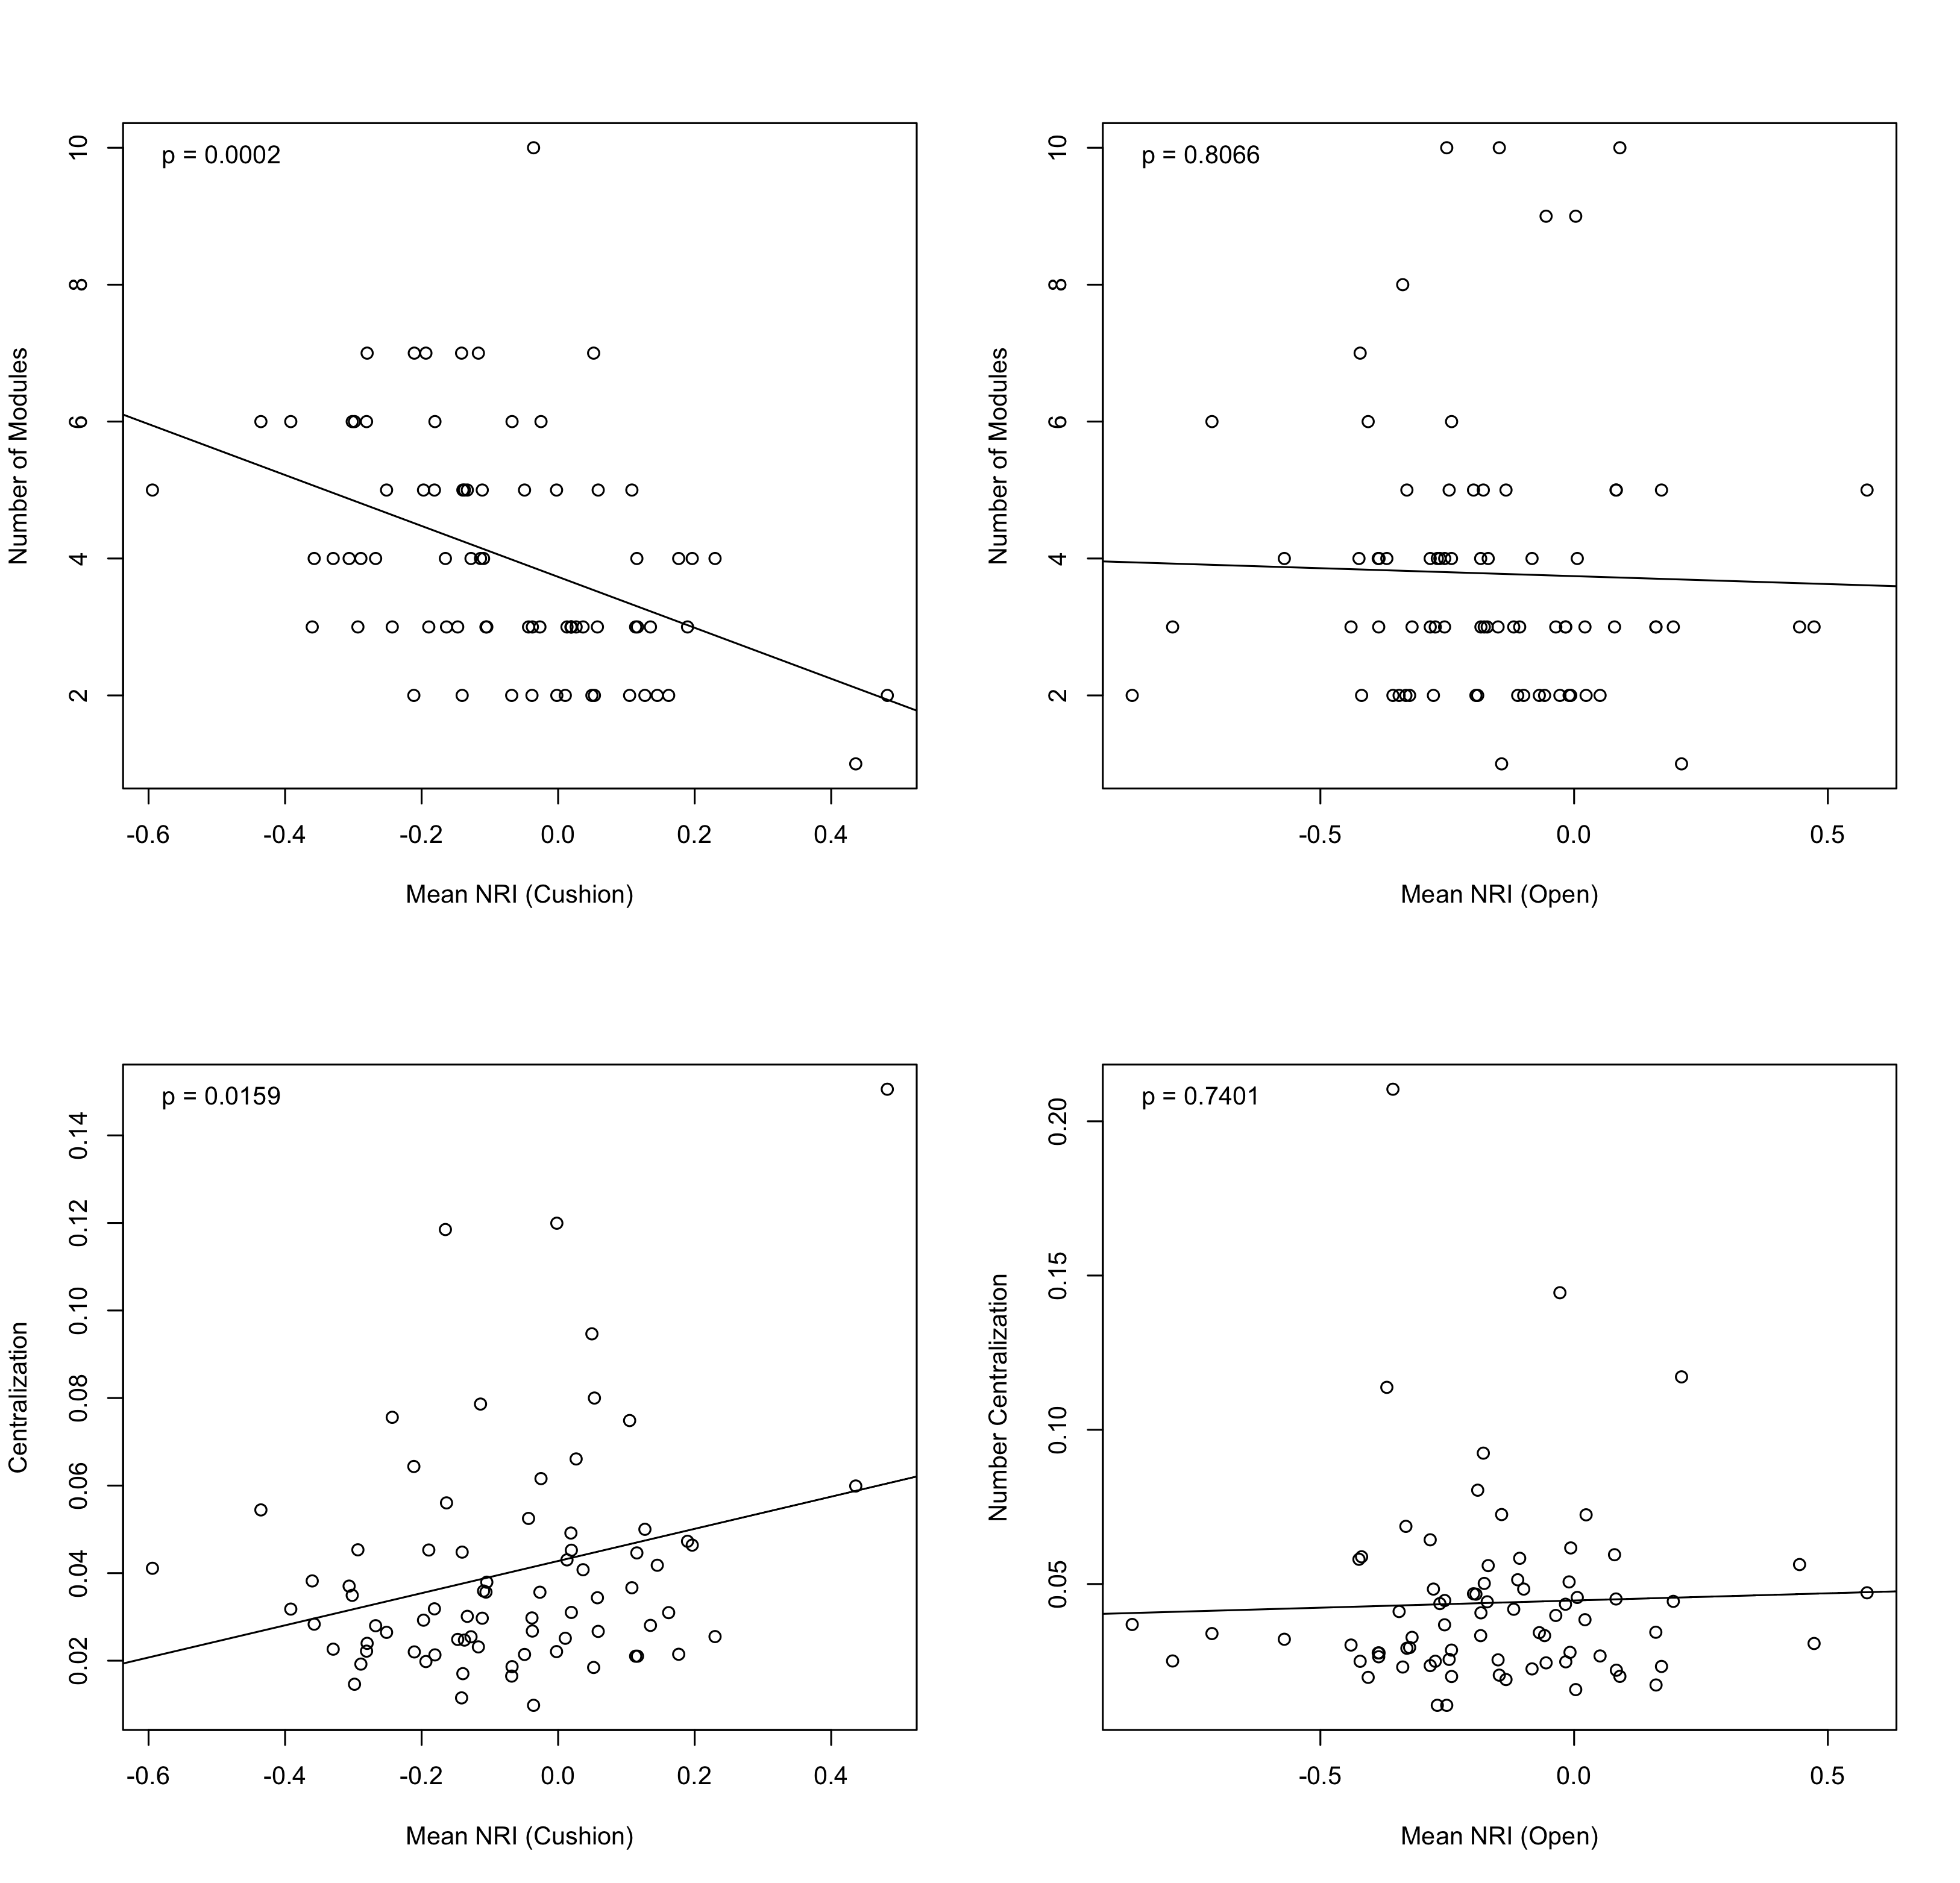 p = 0.0002
Number of Modules
10
8
6
4
2
-0.6 -0.4 -0.2 0.0 0.2 0.4
Mean NRI (Cushion)
p = 0.8066
Number of Modules
10
8
6
4
2
-0.5 0.0 0.5
Mean NRI (Open)
p = 0.0159
Centralization
0.14
0.12
0.10
0.08
0.06
0.04
0.02
-0.6 -0.4 -0.2 0.0 0.2 0.4
Mean NRI (Cushion)
p = 0.7401
Number Centralization
0.20
0.15
0.10
0.05
-0.5 0.0 0.5
Mean NRI (Open)